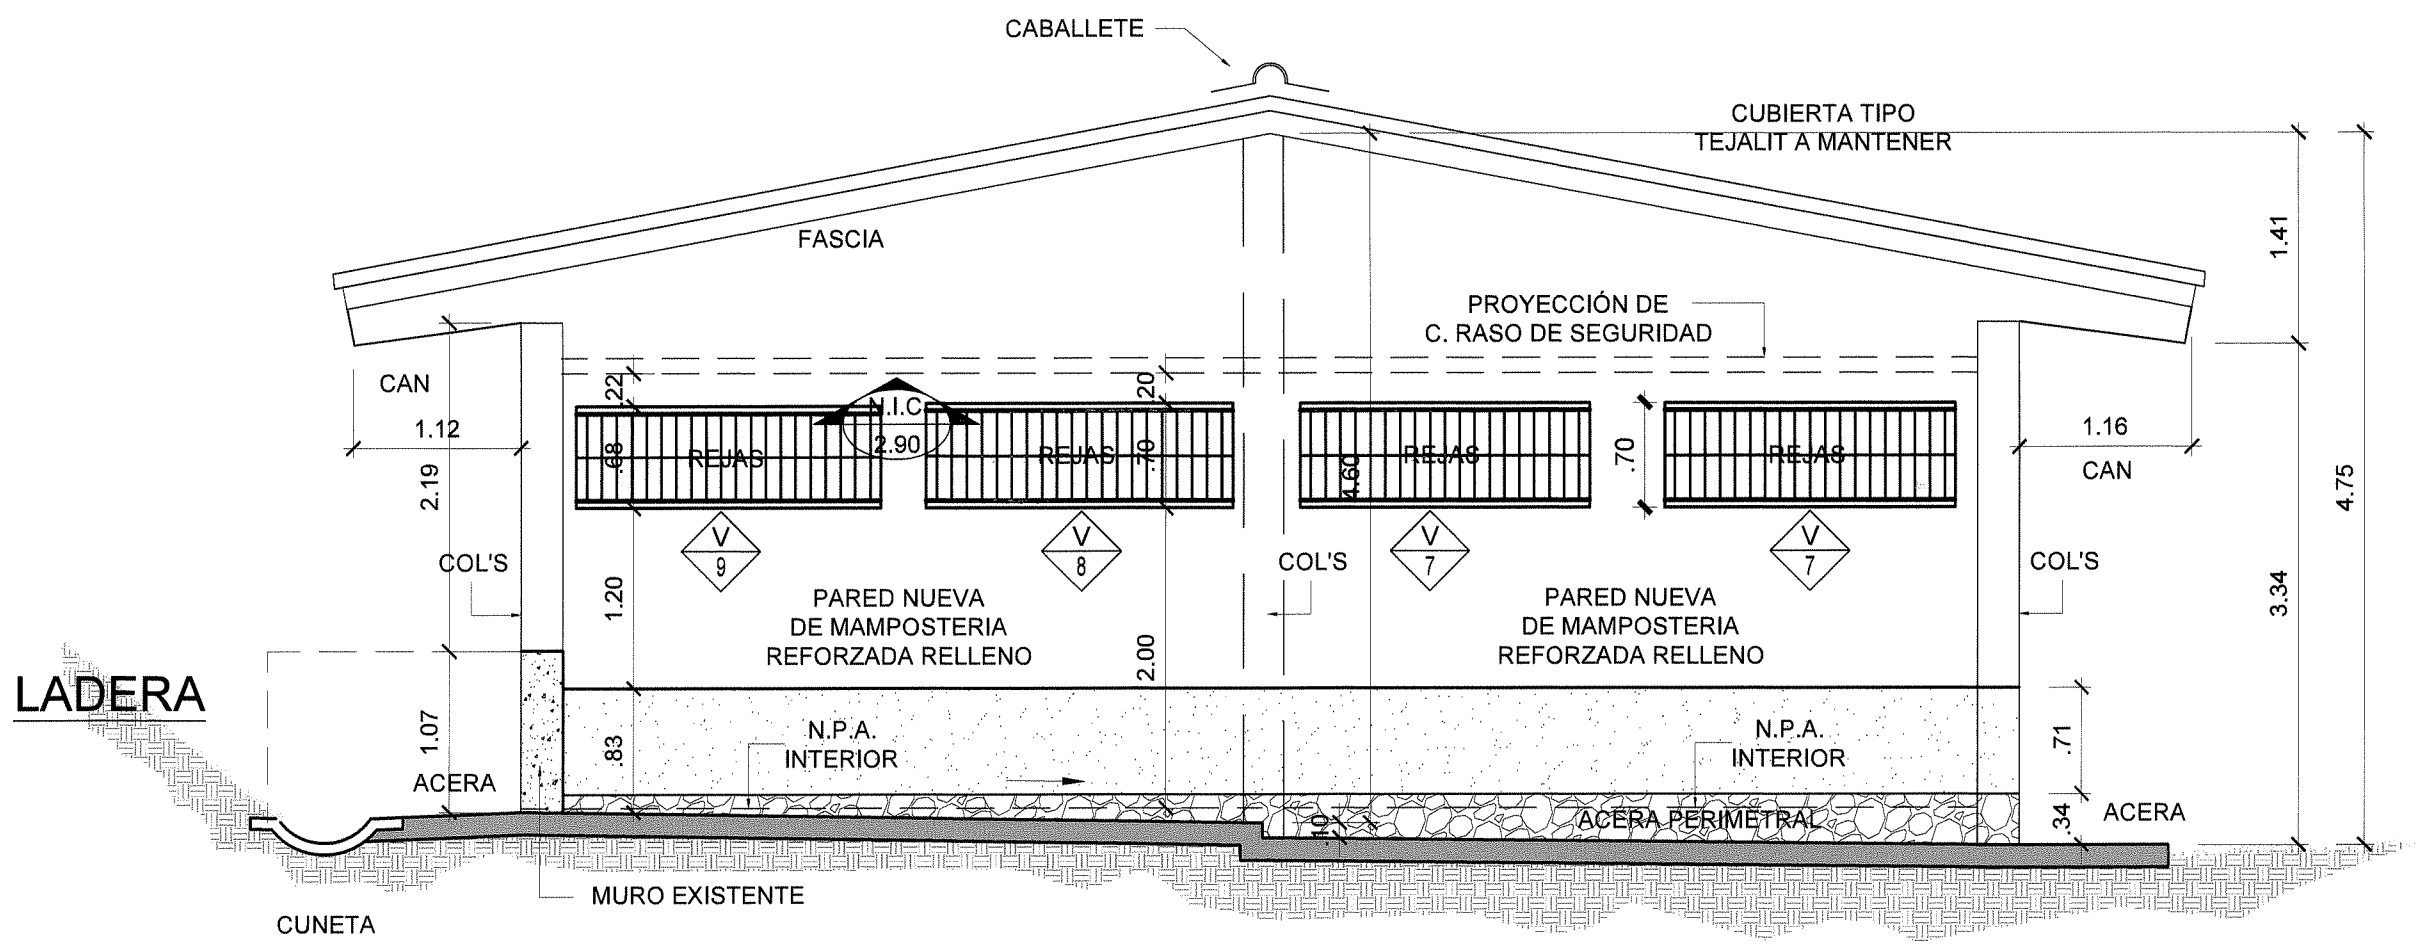 CABALLETE
CUBIERTA TIPO
TEJALIT A MANTENER
FASCIA
1.41
PROYECCIÓN DE
C. RASO DE SEGURIDAD
CAN
.22
N.I.C.
2.90
.20
1.12
2.19
.68
REJAS
REJAS
.70
4.60
REJAS
.70
REJAS
1.16
CAN
4.75
V
9
V
8
V
7
V
7
COL'S
COL'S
COL'S
1.20
PARED NUEVA
DE MAMPOSTERIA
REFORZADA RELLENO
2.00
PARED NUEVA
DE MAMPOSTERIA
REFORZADA RELLENO
3.34
LADERA
1.07
.83
N.P.A.
INTERIOR
N.P.A.
INTERIOR
.71
ACERA
.10
ACERA PERIMETRAL
.34
ACERA
MURO EXISTENTE
CUNETA